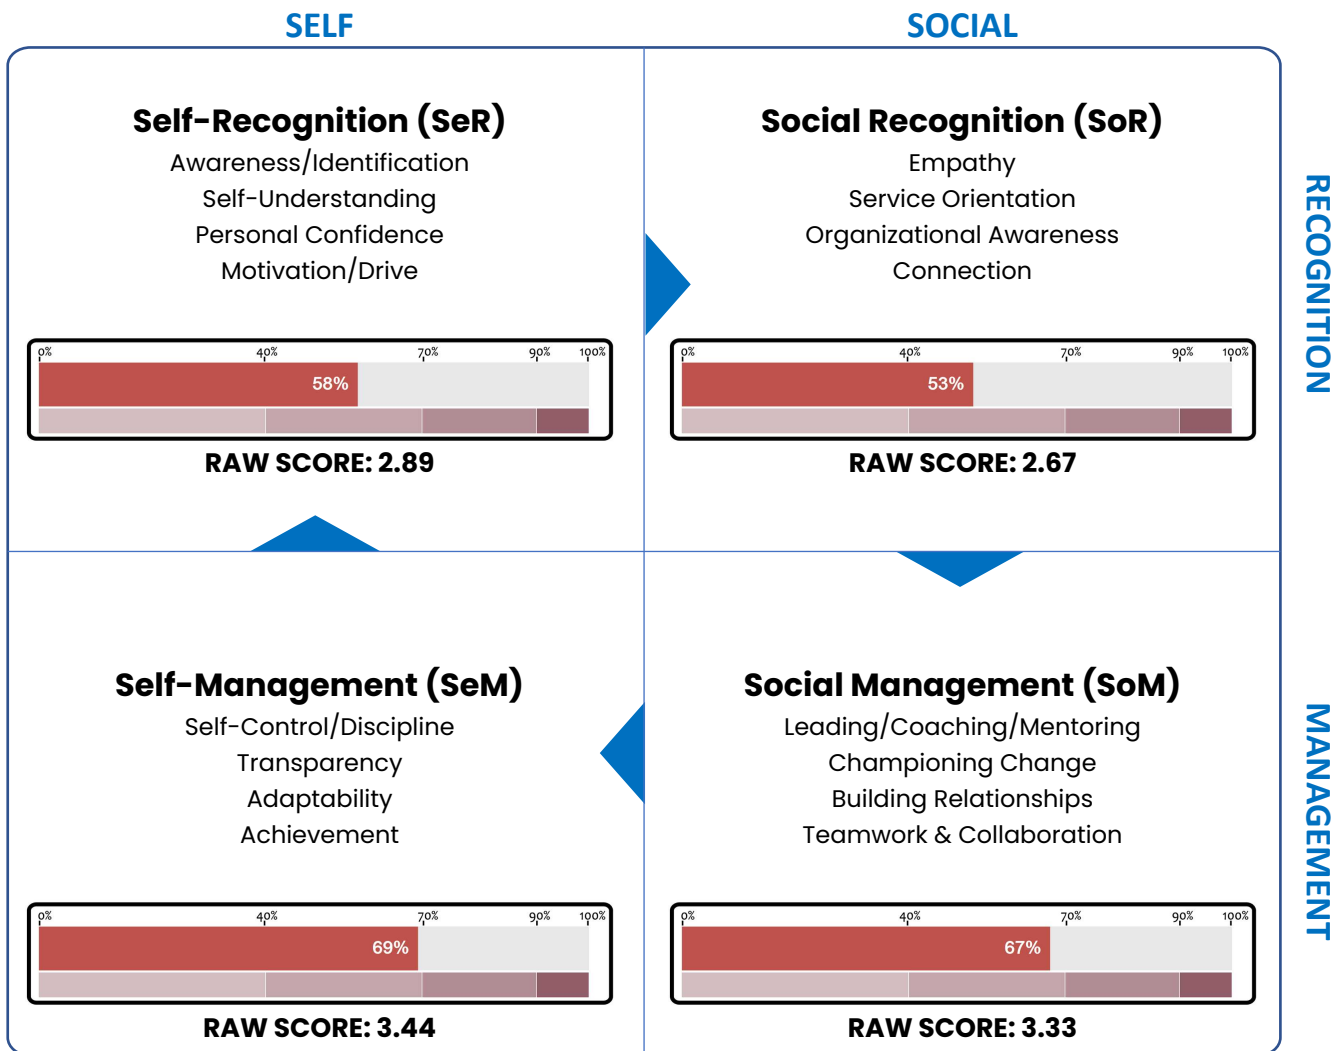 SELF
SOCIAL
Self-Recognition (SeR)
Awareness/Identification
Self-Understanding
Personal Confidence
Motivation/Drive
0% 40% 70% 90% 100%
58%
RAW SCORE: 2.89
Social Recognition (SoR)
Empathy
Service Orientation
Organizational Awareness
Connection
0% 40% 70% 90% 100%
53%
RAW SCORE: 2.67
RECOGNITION
Self-Management (SeM)
Self-Control/Discipline
Transparency
Adaptability
Achievement
0% 40% 70% 90% 100%
69%
RAW SCORE: 3.44
Social Management (SoM)
Leading/Coaching/Mentoring
Championing Change
Building Relationships
Teamwork & Collaboration
0% 40% 70% 90% 100%
67%
RAW SCORE: 3.33
MANAGEMENT